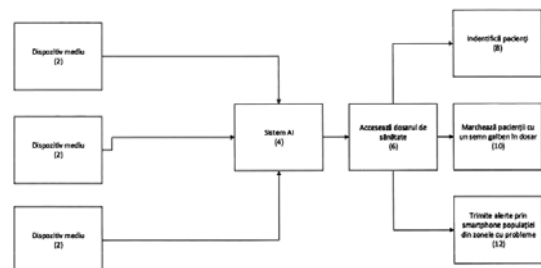 Dispozitiv mediu
(2)
Dispozitiv mediu
(2)
Dispozitiv mediu
(2)
Sistem AI
(4)
Accesează dosarul de
sănătate
(6)
Indentifică pacienți
(8)
Marchează pacienții cu
un semn galben în dosar
(10)
Trimite alerte prin
smartphone populației
din zonele cu probleme
(12)